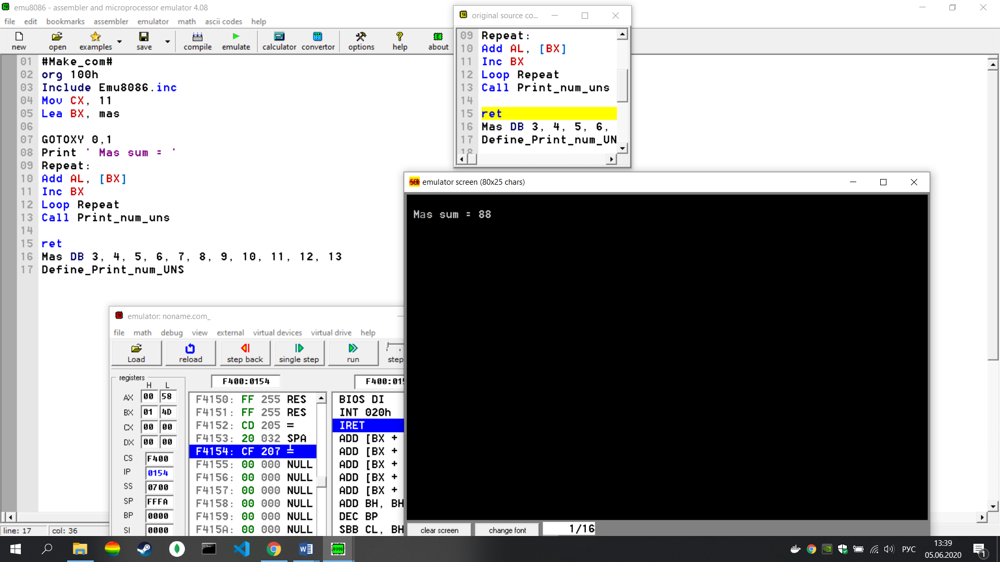 emu8086 - assembler and microprocessor emulator 4.08
file edit bookmarks assembler emulator math ascii codes help
new open examples save compile emulate calculator convertor options help about
01 #Make_com#
02 org 100h
03 Include Emu8086.inc
04 Mov CX, 11
05 Lea BX, mas
06
07 GOTOXY 0,1
08 Print ' Mas sum = '
09 Repeat:
10 Add AL, [BX]
11 Inc BX
12 Loop Repeat
13 Call Print_num_uns
14
15 ret
16 Mas DB 3, 4, 5, 6, 7, 8, 9, 10, 11, 12, 13
17 Define_Print_num_UNS
original source co...
09 Repeat:
10 Add AL, [BX]
11 Inc BX
12 Loop Repeat
13 Call Print_num_uns
14
15 ret
16 Mas DB 3, 4, 5, 6,
17 Define_Print_num_UN
18
emulator screen (80x25 chars)
Mas sum = 88
clear screen change font 1/16
emulator: noname.com_
file math debug view external virtual devices virtual drive help
Load reload step back single step run step
registers
H L
AX 00 58
BX 01 4D
CX 00 00
DX 00 00
CS F400
IP 0154
SS 0700
SP FFFA
BP 0000
SI 0000
F400:0154
F4150: FF 255 RES
F4151: FF 255 RES
F4152: CD 205 =
F4153: 20 032 SPA
F4154: CF 207 ╧
F4155: 00 000 NULL
F4156: 00 000 NULL
F4157: 00 000 NULL
F4158: 00 000 NULL
F4159: 00 000 NULL
F415A: 00 000 NULL
F400:015
BIOS DI
INT 020h
IRET
ADD [BX +
ADD [BX +
ADD [BX +
ADD [BX +
ADD [BX +
ADD BH, BH
DEC BP
SBB CL, BH
line: 17 col: 36
8086
РУС
13:39
05.06.2020
1